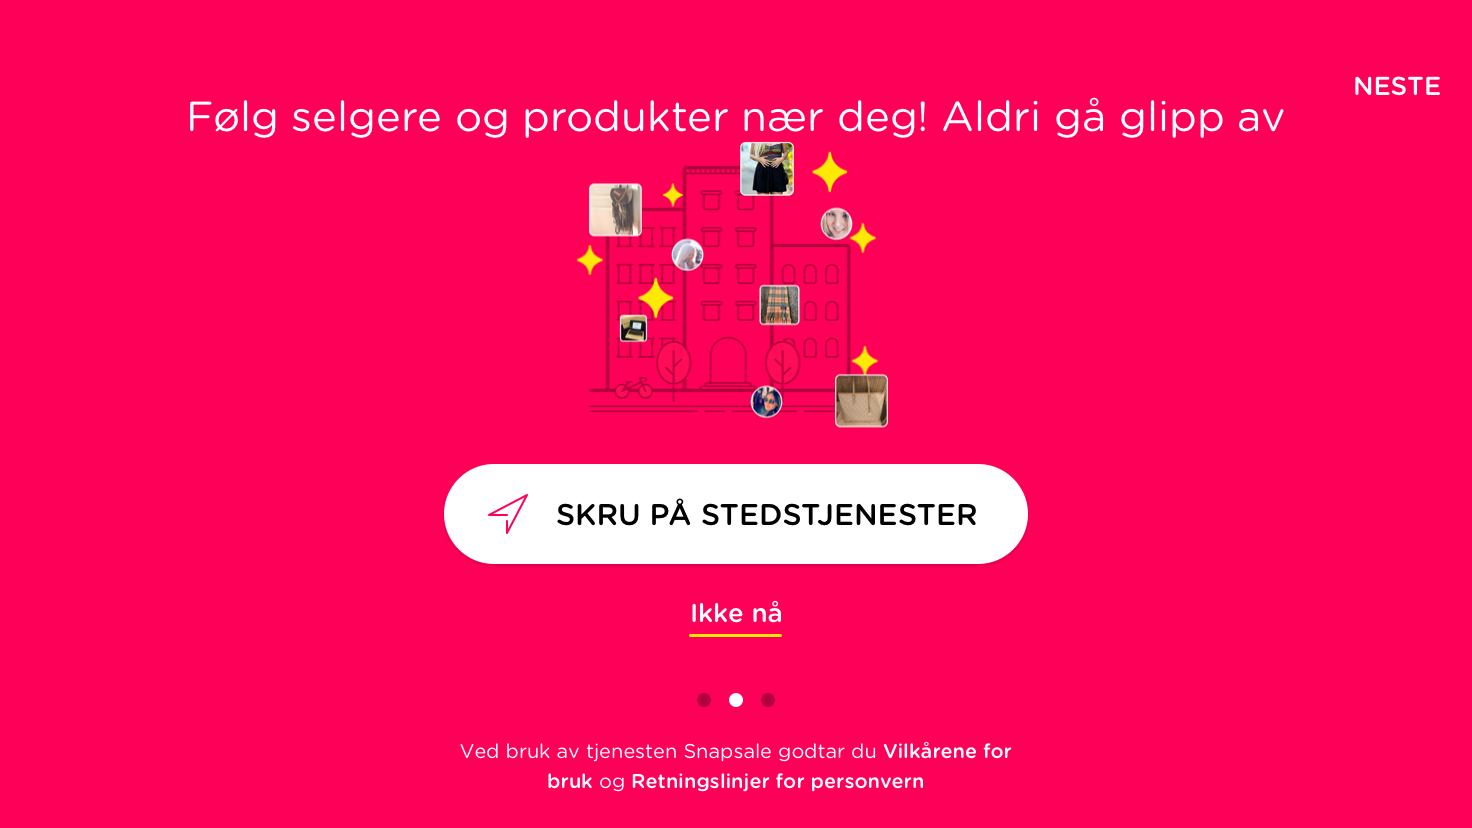 NESTE
Følg selgere og produkter nær deg! Aldri gå glipp av
SKRU PÅ STEDSTJENESTER
Ikke nå
Ved bruk av tjenesten Snapsale godtar du Vilkårene for
bruk og Retningslinjer for personvern